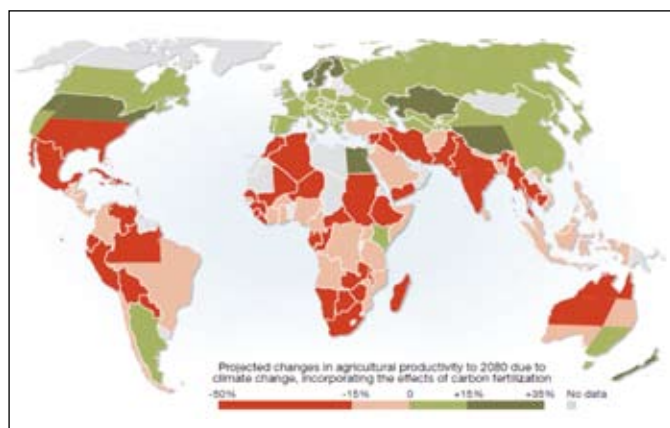 Projected changes in agricultural productivity to 2080 due to
climate change, incorporating the effects of carbon fertilization
-50% -15% 0 +15% +35% No data